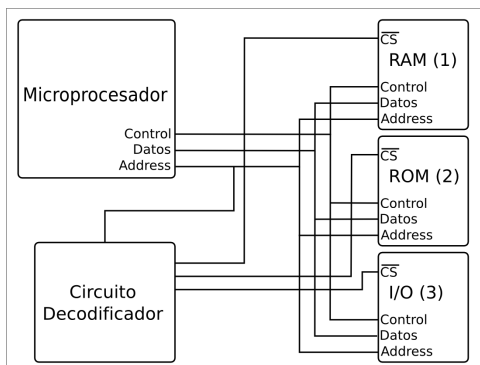 Microprocesador
Control
Datos
Address
Circuito
Decodificador
CS
RAM (1)
Control
Datos
Address
CS
ROM (2)
Control
Datos
Address
CS
I/O (3)
Control
Datos
Address